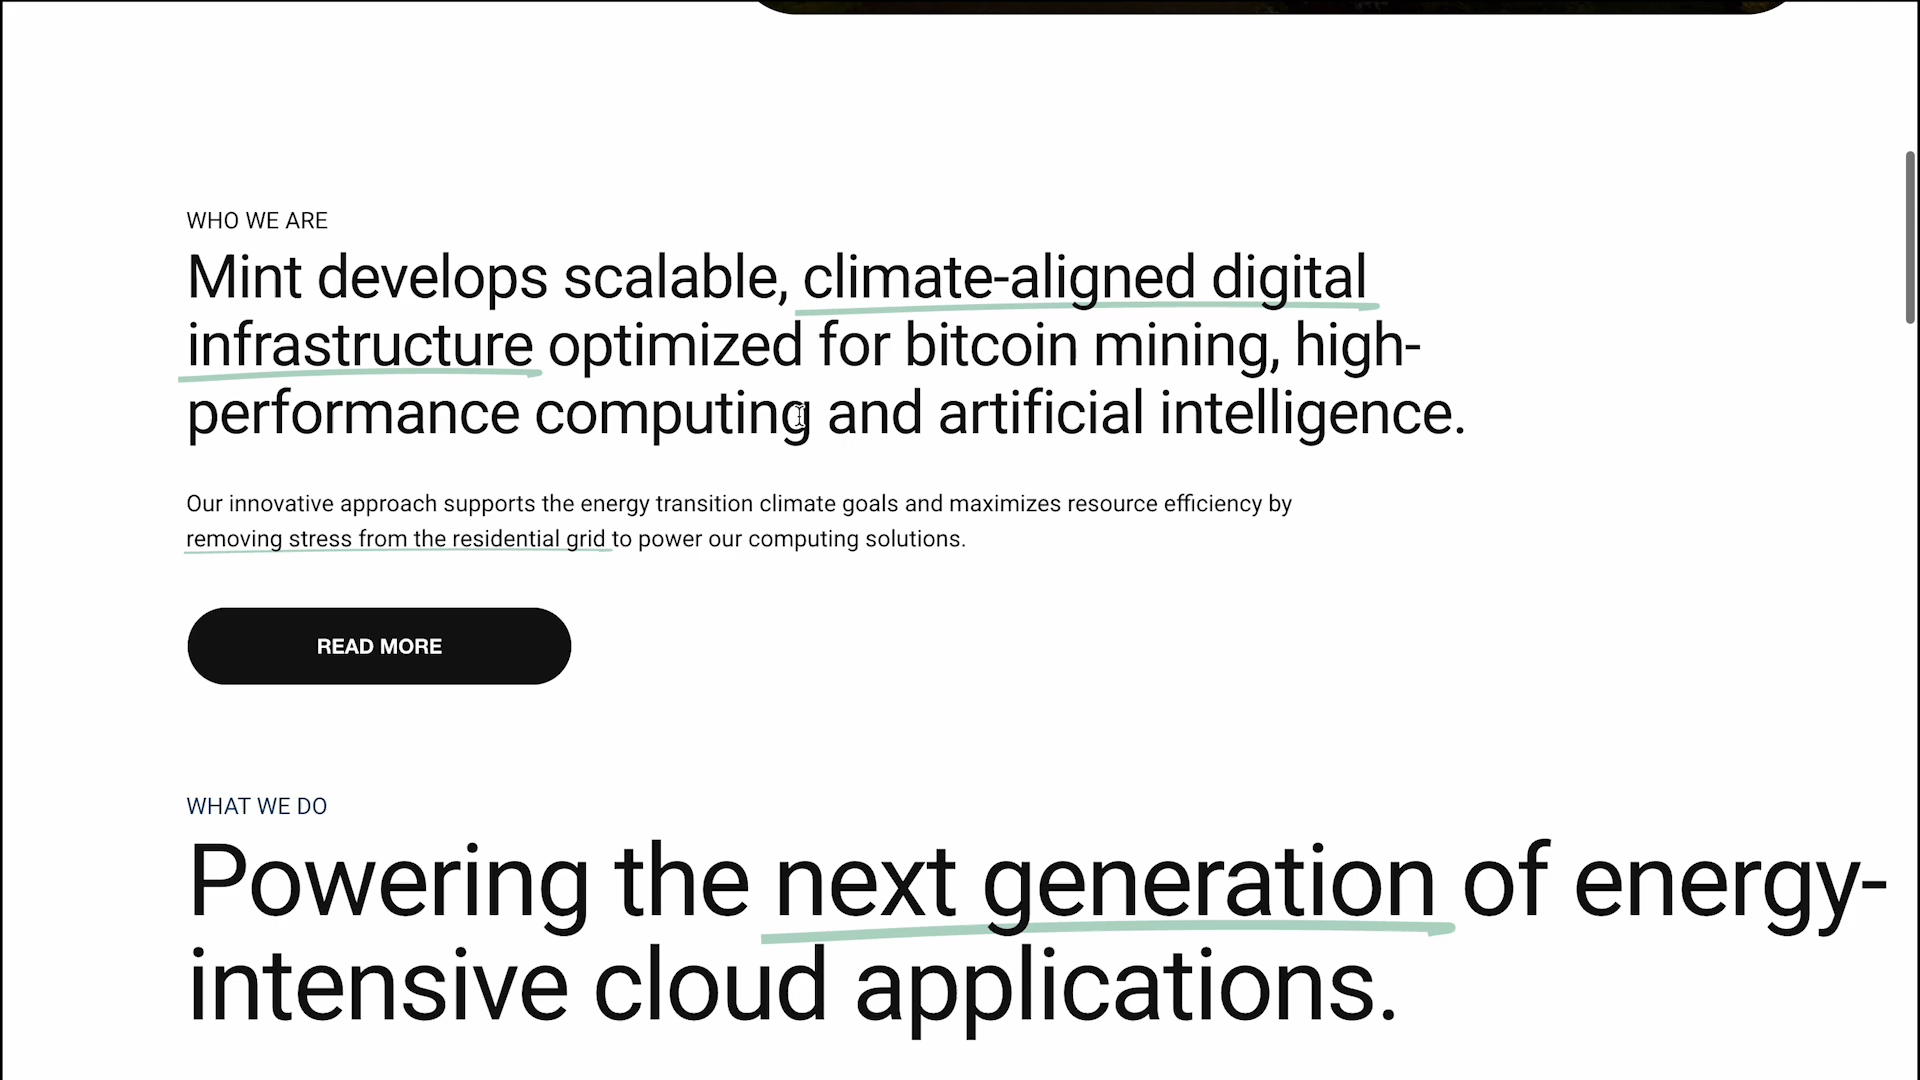 WHO WE ARE
Mint develops scalable, climate-aligned digital
infrastructure optimized for bitcoin mining, high-
performance computing and artificial intelligence.
Our innovative approach supports the energy transition climate goals and maximizes resource efficiency by
removing stress from the residential grid to power our computing solutions.
READ MORE
WHAT WE DO
Powering the next generation of energy-
intensive cloud applications.